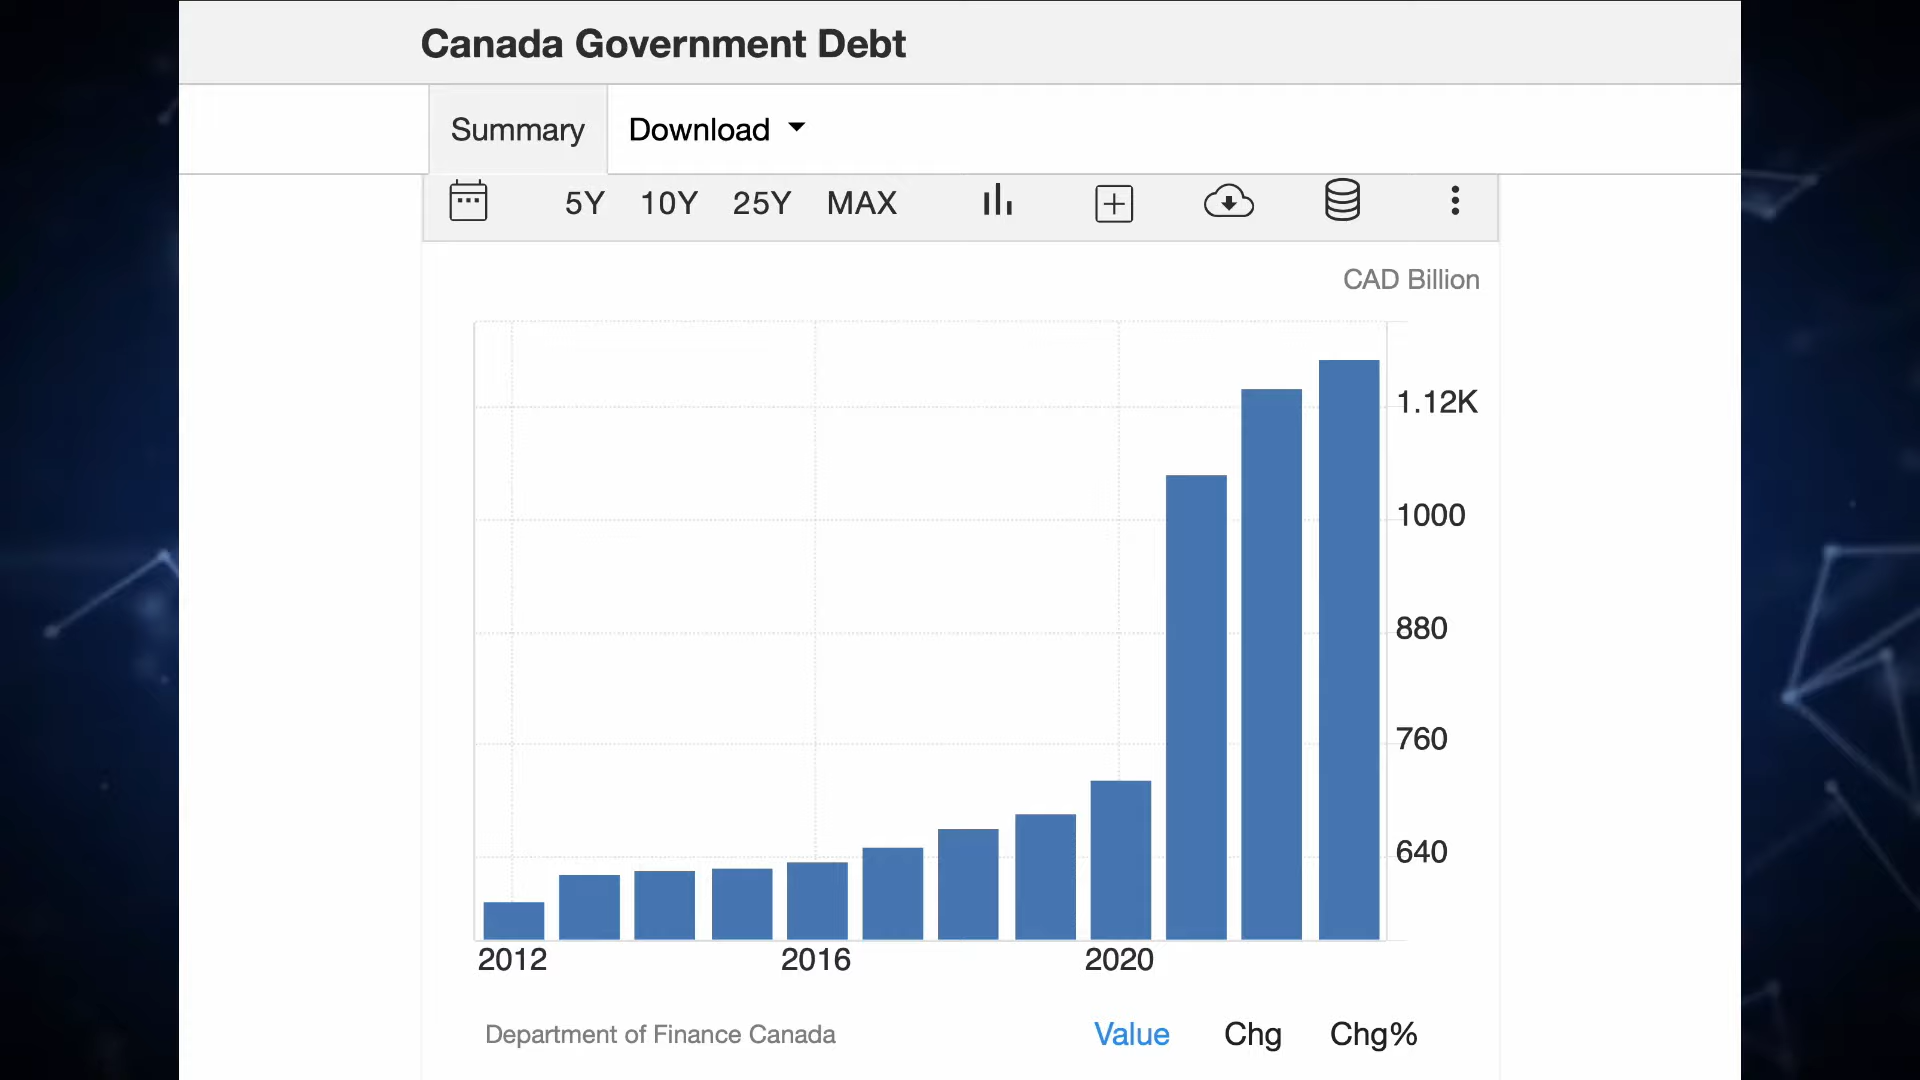 Canada Government Debt
Summary Download
5Y 10Y 25Y MAX
CAD Billion
1.12K
1000
880
760
640
2012 2016 2020
Department of Finance Canada Value Chg Chg%